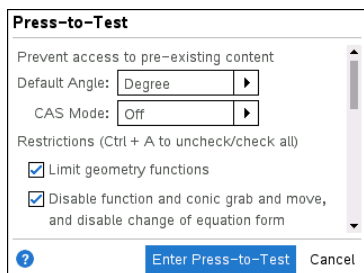 Press-to-Test
Prevent access to pre-existing content
Default Angle: Degree
CAS Mode: Off
Restrictions (Ctrl + A to uncheck/check all)
Limit geometry functions
Disable function and conic grab and move,
and disable change of equation form
? Enter Press-to-Test Cancel